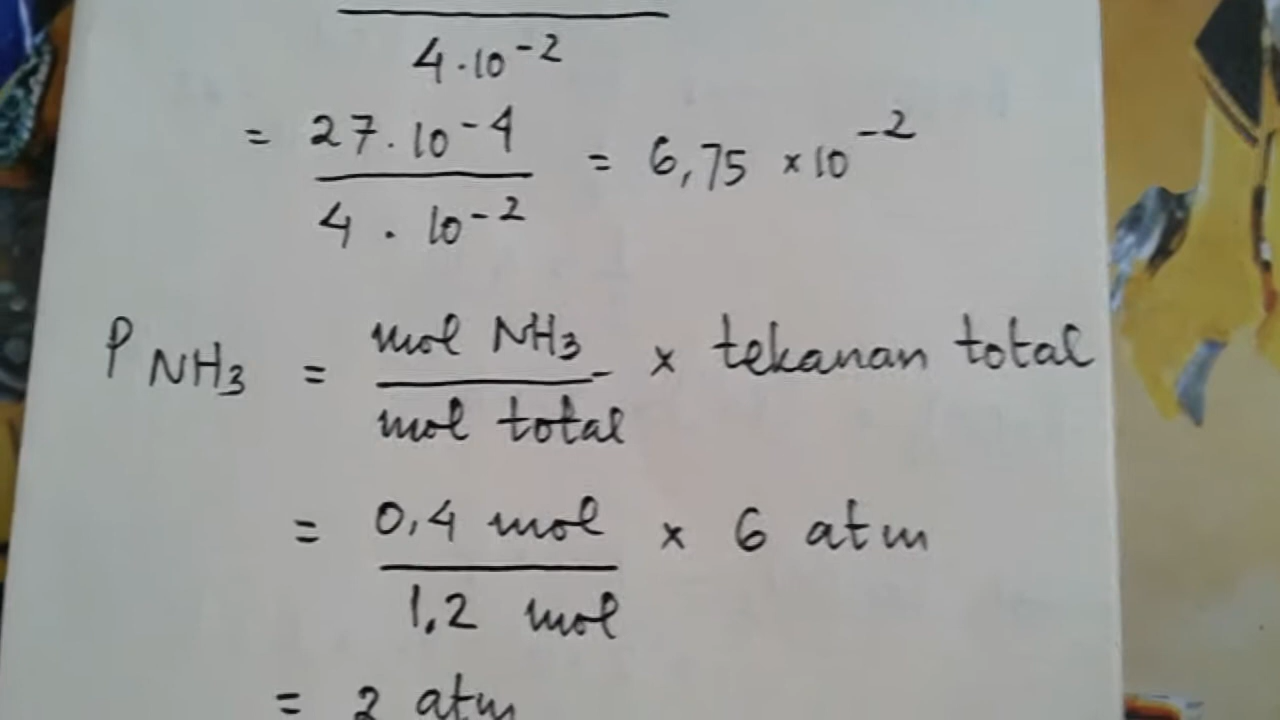 4 . 10⁻²
= 27 . 10⁻⁴ / 4 . 10⁻² = 6,75 × 10⁻²
P NH₃ = mol NH₃ / mol total × tekanan total
= 0,4 mol / 1,2 mol × 6 atm
= 2 atm